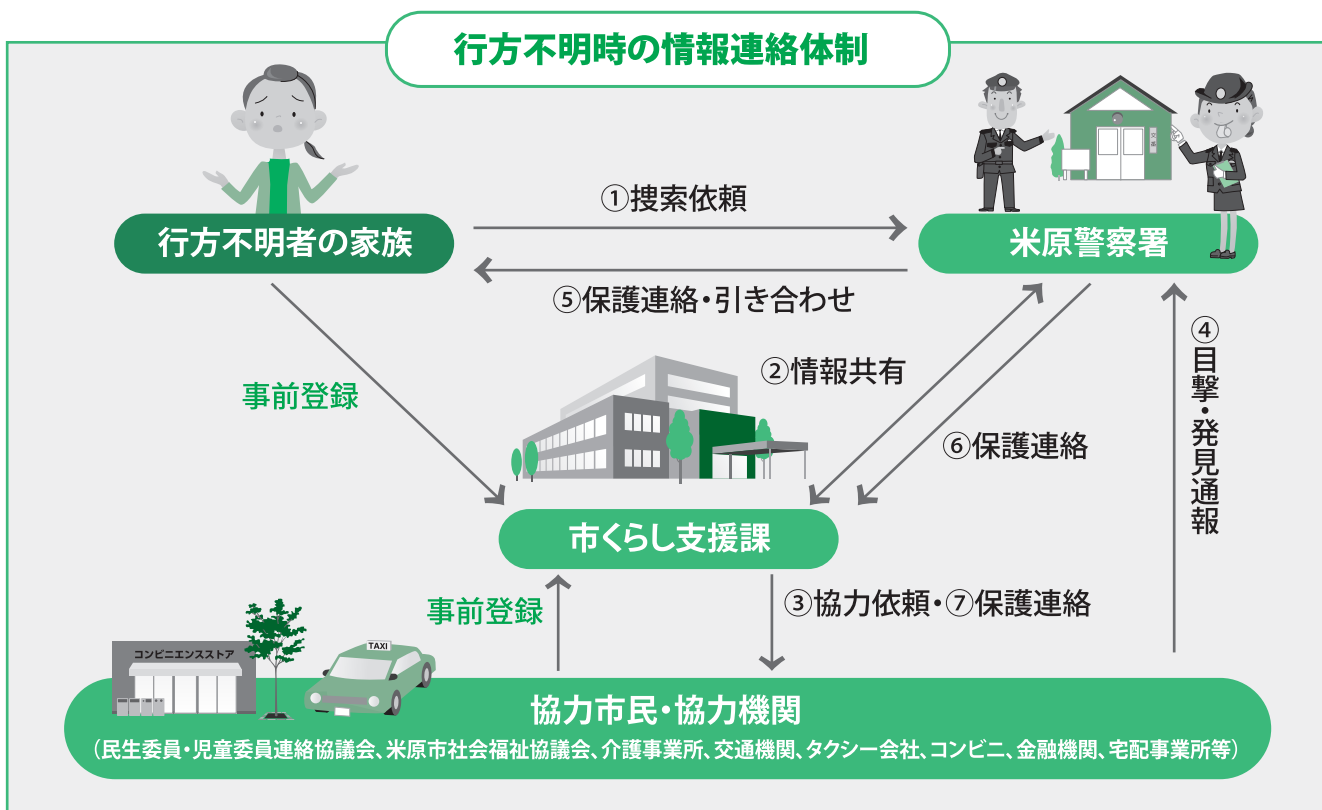 行方不明時の情報連絡体制
①捜索依頼
行方不明者の家族
米原警察署
⑤保護連絡・引き合わせ
②情報共有
④目撃・発見通報
事前登録
⑥保護連絡
市くらし支援課
事前登録
③協力依頼・⑦保護連絡
コンビニエンスストア
TAXI
協力市民・協力機関
（民生委員・児童委員連絡協議会、米原市社会福祉協議会、介護事業所、交通機関、タクシー会社、コンビニ、金融機関、宅配事業所等）